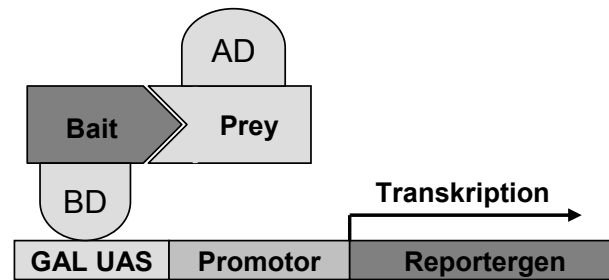 AD
Bait Prey
BD
Transkription
GAL UAS Promotor Reportergen